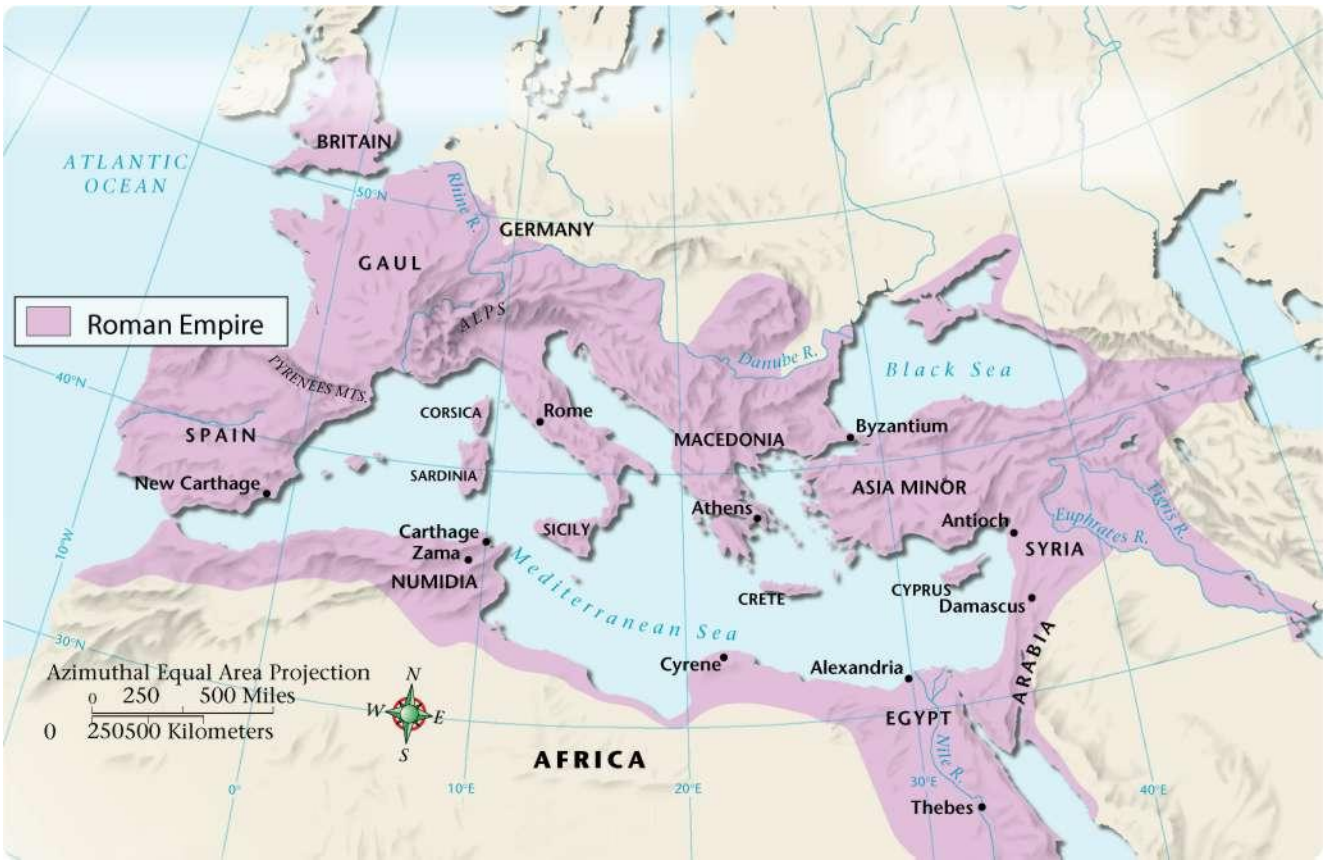 BRITAIN
ATLANTIC
OCEAN
50°N
Rhine R.
GERMANY
GAUL
Roman Empire
ALPS
Danube R.
Black Sea
40°N
PYRENEES MTS.
CORSICA
Rome
SPAIN
MACEDONIA
Byzantium
SARDINIA
New Carthage
ASIA MINOR
Athens
Antioch
Tigris R.
Euphrates R.
Carthage
SICILY
Zama
SYRIA
10°W
NUMIDIA
Mediterranean Sea
CRETE
CYPRUS
Damascus
30°N
Cyrene
Alexandria
ARABIA
Azimuthal Equal Area Projection
0 250 500 Miles
0 250500 Kilometers
N
W E
S
EGYPT
AFRICA
Nile R.
0°
10°E
20°E
30°E
40°E
Thebes